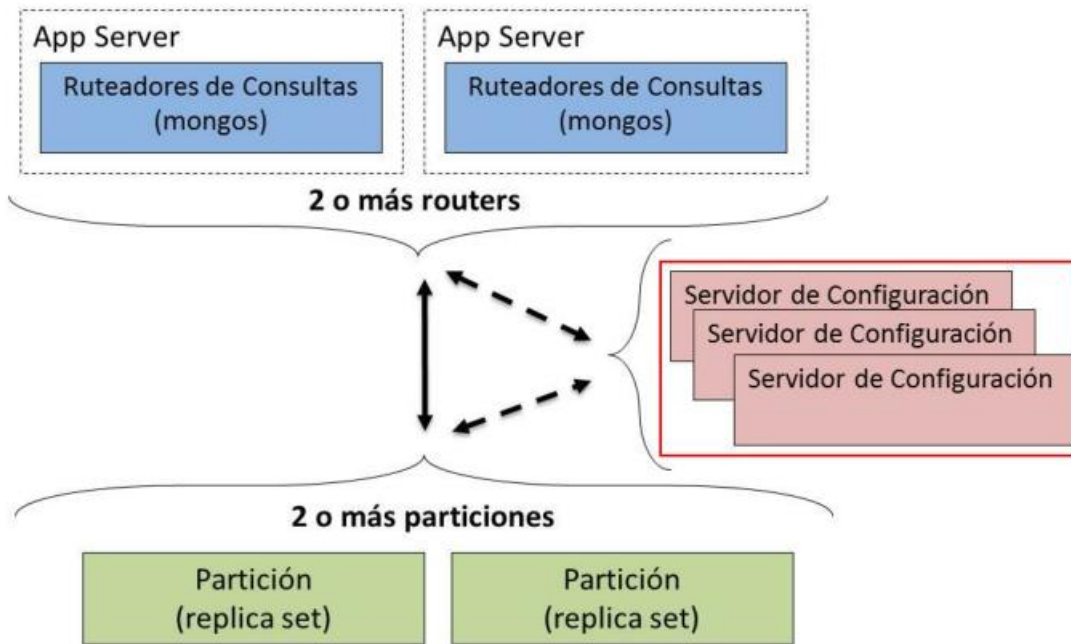 App Server
Ruteadores de Consultas
(mongos)
App Server
Ruteadores de Consultas
(mongos)
2 o más routers
Servidor de Configuración
Servidor de Configuración
Servidor de Configuración
2 o más particiones
Partición
(replica set)
Partición
(replica set)